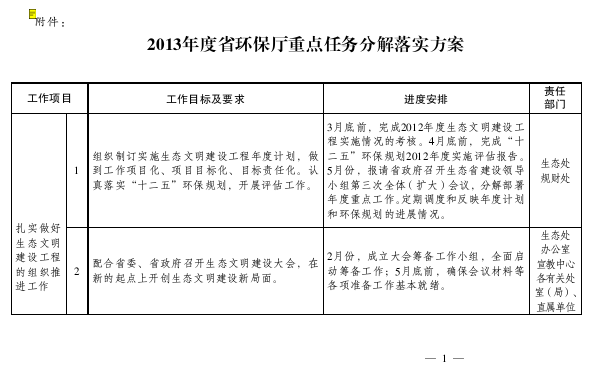 附件：
2013年度省环保厅重点任务分解落实方案
工作项目
工作目标及要求
进度安排
责任
部门
扎实做好
生态文明
建设工程
的组织推
进工作
1
组织制订实施生态文明建设工程年度计划，做
到工作项目化、项目目标化、目标责任化。认
真落实“十二五”环保规划，开展评估工作。
3月底前，完成2012年度生态文明建设工
程实施情况的考核。4月底前，完成“十
二五”环保规划2012年度实施评估报告。
5月份，报请省政府召开生态省建设领导
小组第三次全体（扩大）会议，分解部署
年度重点工作。定期调度和反映年度计划
和环保规划的进展情况。
生态处
规财处
2
配合省委、省政府召开生态文明建设大会，在
新的起点上开创生态文明建设新局面。
2月份，成立大会筹备工作小组，全面启
动筹备工作；5月底前，确保会议材料等
各项准备工作基本就绪。
生态处
办公室
宣教中心
各有关处
室（局）、
直属单位
— 1 —